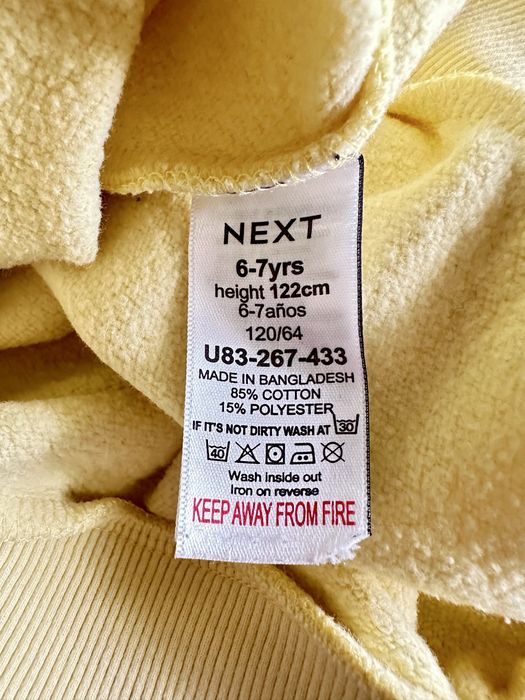 NEXT
6-7yrs
height 122cm
6-7años
120/64
U83-267-433
MADE IN BANGLADESH
85% COTTON
15% POLYESTER
IF IT'S NOT DIRTY WASH AT 30
40
Wash inside out
Iron on reverse
KEEP AWAY FROM FIRE